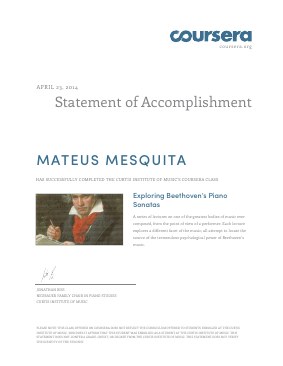 coursera
coursera.org
APRIL 23, 2014
Statement of Accomplishment
MATEUS MESQUITA
HAS SUCCESSFULLY COMPLETED THE CURTIS INSTITUTE OF MUSIC'S COURSERA CLASS
Exploring Beethoven's Piano
Sonatas
A series of lectures on one of the greatest bodies of music ever
composed, from the point of view of a performer. Each lecture
explores a different facet of the music, all attempt to locate the
source of the tremendous psychological power of Beethoven's
music.
JONATHAN BISS
NEUBAUER FAMILY CHAIR IN PIANO STUDIES
CURTIS INSTITUTE OF MUSIC